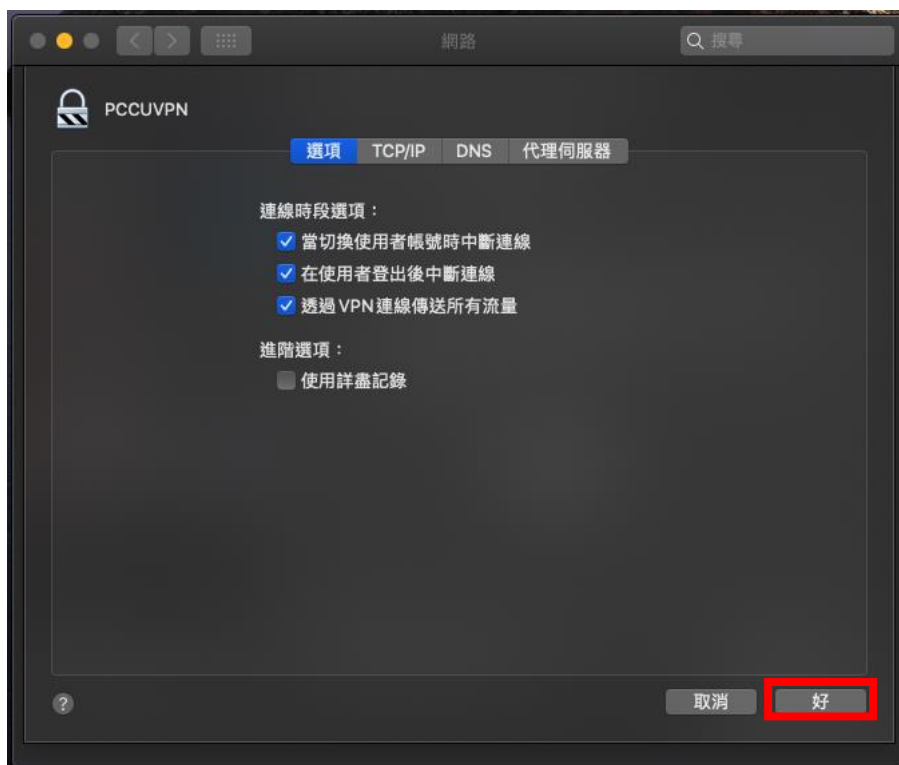 網路
搜尋
PCCUVPN
選項 TCP/IP DNS 代理伺服器
連線時段選項：
當切換使用者帳號時中斷連線
在使用者登出後中斷連線
透過 VPN 連線傳送所有流量
進階選項：
使用詳盡記錄
?
取消 好